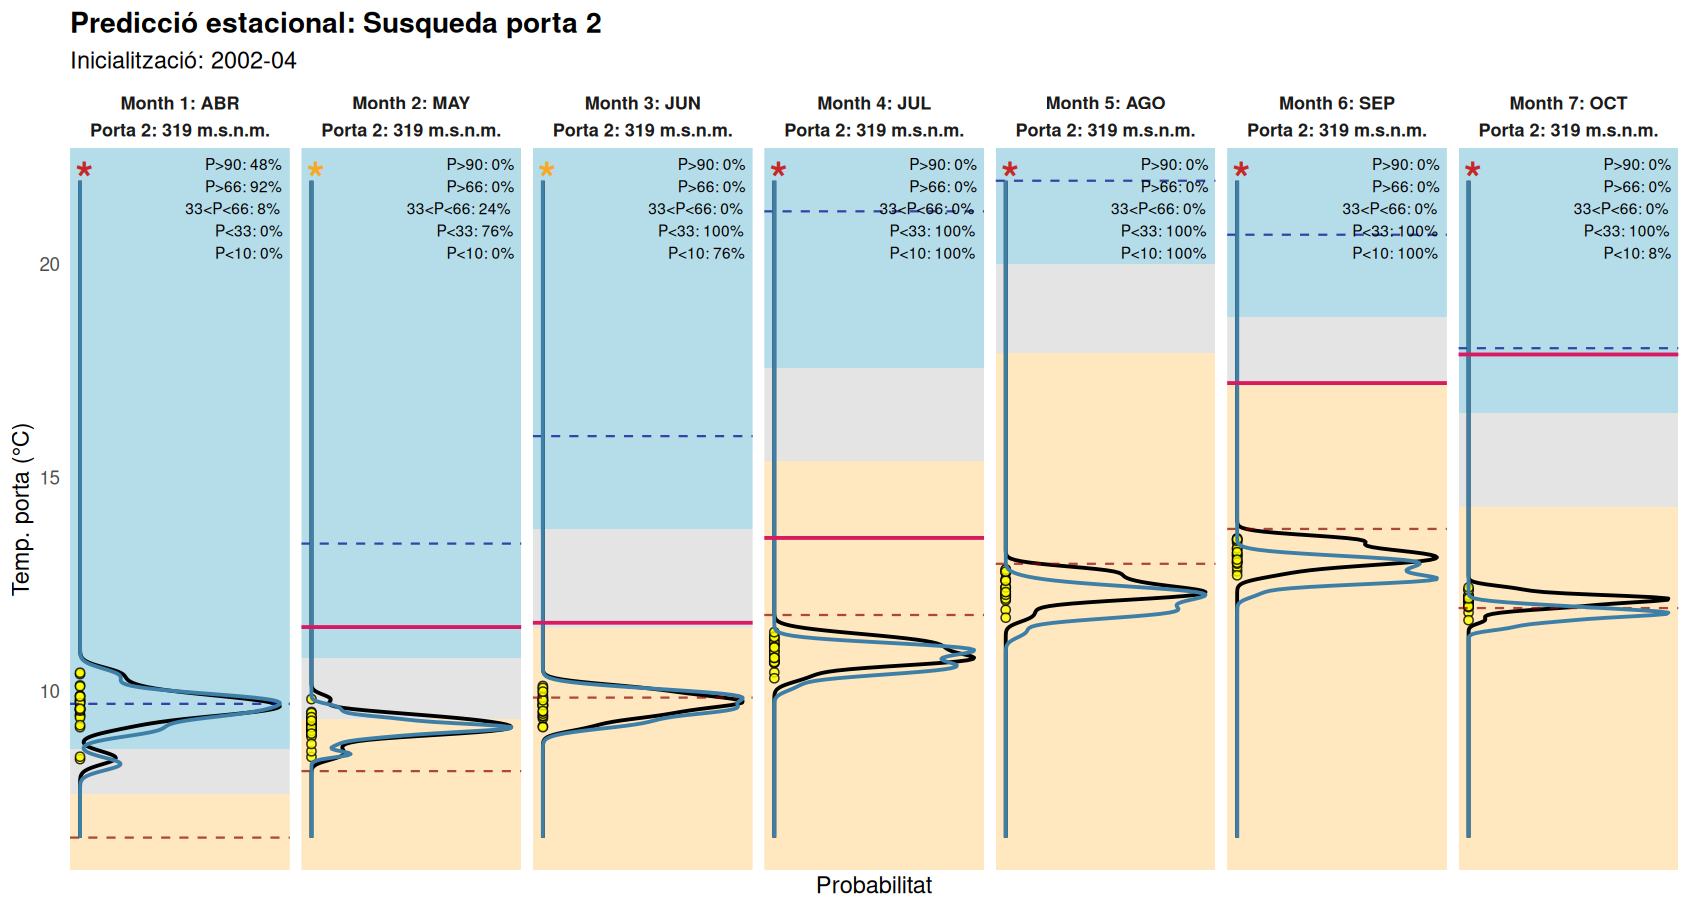 Predicció estacional: Susqueda porta 2
Inicialització: 2002-04
Month 1: ABR
Porta 2: 319 m.s.n.m.
P>90: 48%
P>66: 92%
33<P<66: 8%
P<33: 0%
P<10: 0%
Month 2: MAY
Porta 2: 319 m.s.n.m.
P>90: 0%
P>66: 0%
33<P<66: 24%
P<33: 76%
P<10: 0%
Month 3: JUN
Porta 2: 319 m.s.n.m.
P>90: 0%
P>66: 0%
33<P<66: 0%
P<33: 100%
P<10: 76%
Month 4: JUL
Porta 2: 319 m.s.n.m.
P>90: 0%
P>66: 0%
33<P<66: 0%
P<33: 100%
P<10: 100%
Month 5: AGO
Porta 2: 319 m.s.n.m.
P>90: 0%
P>66: 0%
33<P<66: 0%
P<33: 100%
P<10: 100%
Month 6: SEP
Porta 2: 319 m.s.n.m.
P>90: 0%
P>66: 0%
33<P<66: 0%
P<33: 100%
P<10: 100%
Month 7: OCT
Porta 2: 319 m.s.n.m.
P>90: 0%
P>66: 0%
33<P<66: 0%
P<33: 100%
P<10: 8%
Temp. porta (°C)
20
15
10
Probabilitat